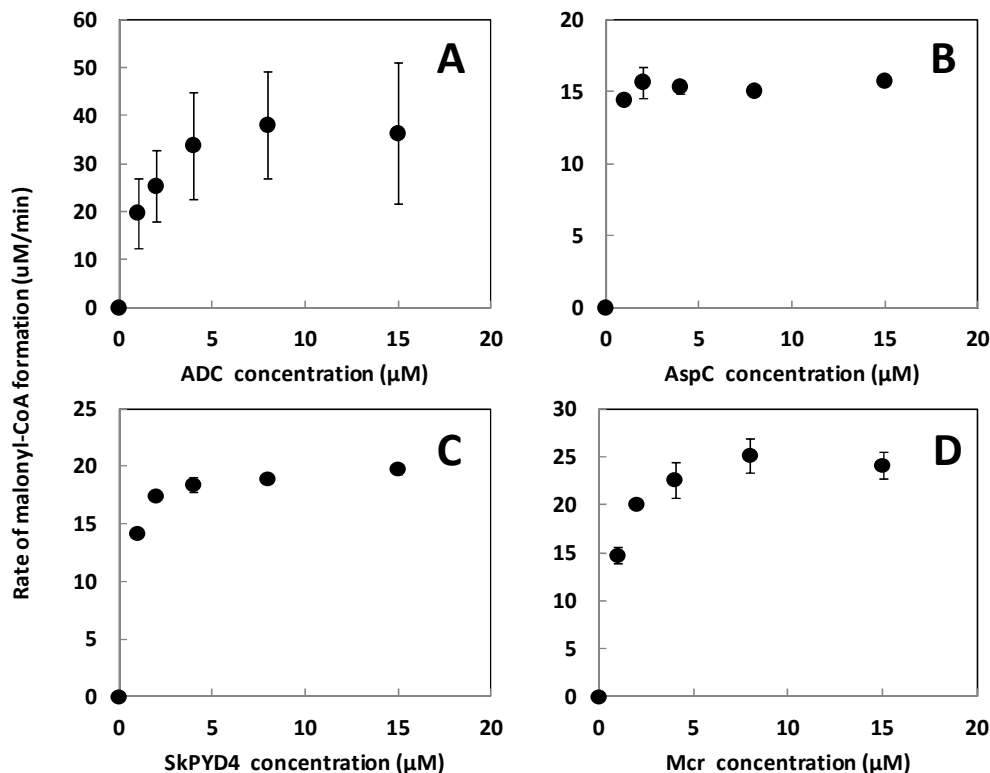 Rate of malonyl-CoA formation (uM/min)
60
50
40
30
20
10
0
A
0 5 10 15 20
ADC concentration (µM)
20
15
10
5
0
B
0 5 10 15 20
AspC concentration (µM)
25
20
15
10
5
0
C
0 5 10 15 20
SkPYD4 concentration (µM)
30
25
20
15
10
5
0
D
0 5 10 15 20
Mcr concentration (µM)